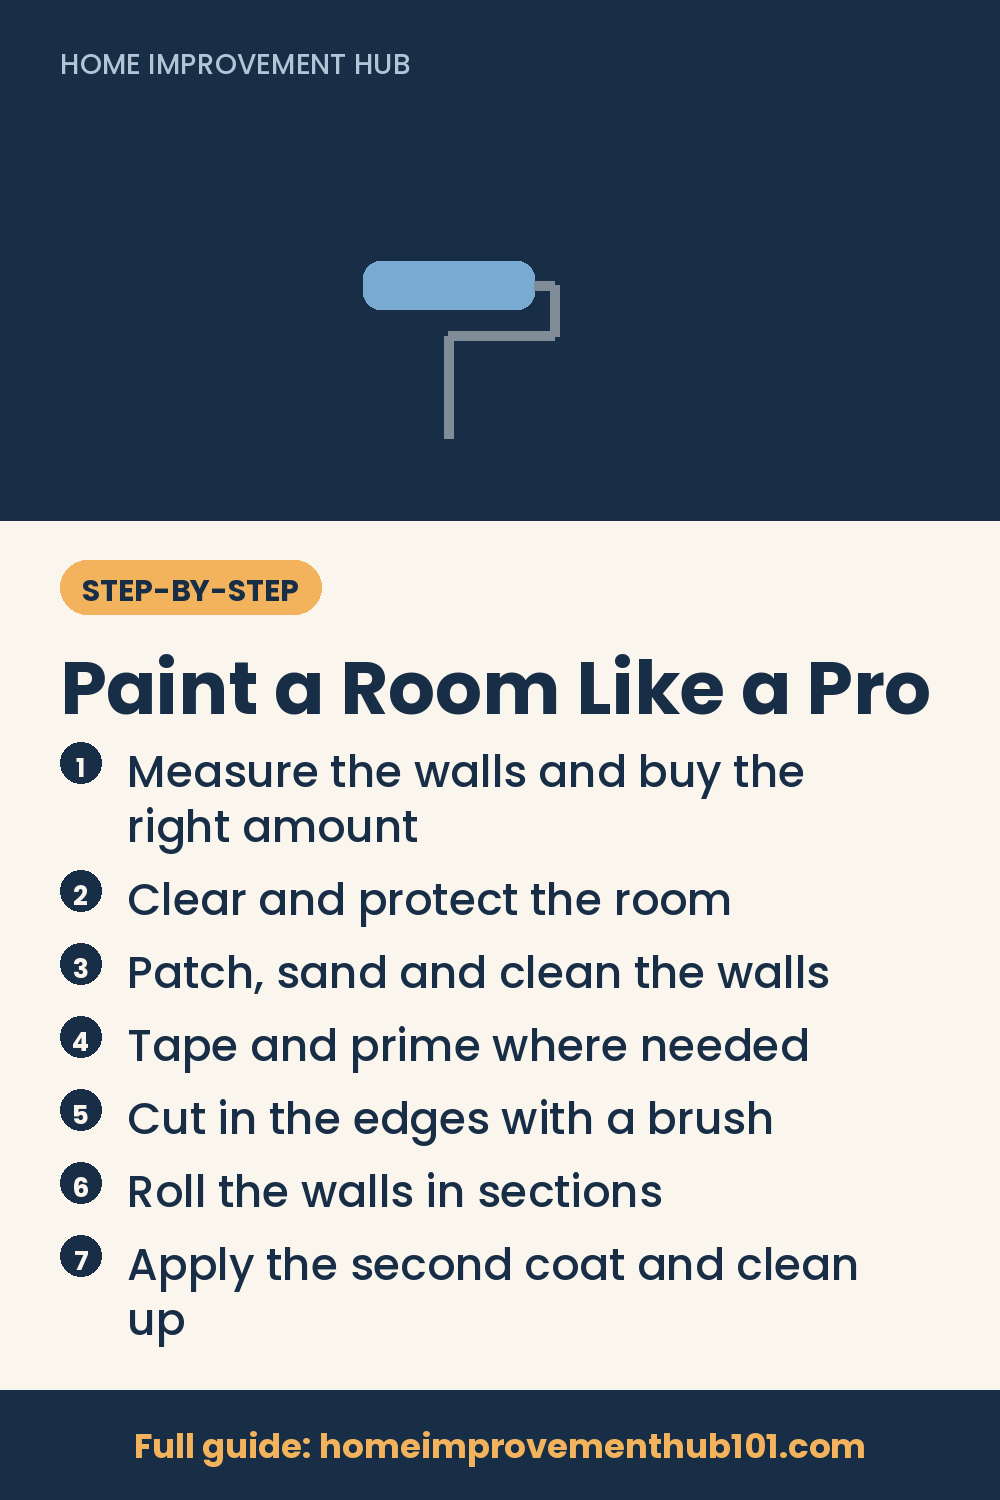 HOME IMPROVEMENT HUB
STEP-BY-STEP
Paint a Room Like a Pro
1 Measure the walls and buy the
right amount
2 Clear and protect the room
3 Patch, sand and clean the walls
4 Tape and prime where needed
5 Cut in the edges with a brush
6 Roll the walls in sections
7 Apply the second coat and clean
up
Full guide: homeimprovementhub101.com